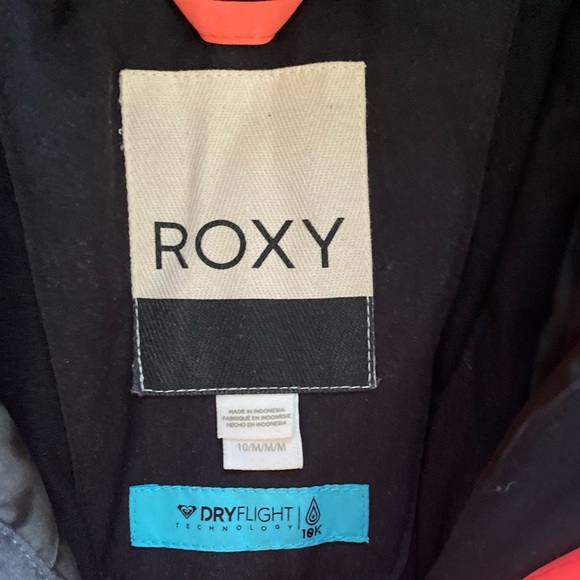 ROXY
MADE IN INDONESIA
FABRIQUÉ EN INDONÉSIE
HECHO EN INDONESIA
10/M/M/M
DRYFLIGHT
TECHNOLOGY
10K